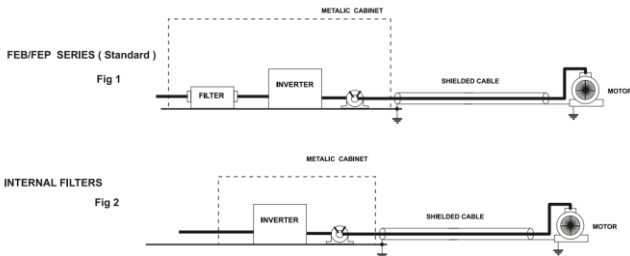 METALIC CABINET
FEB/FEP SERIES ( Standard )
Fig 1
INVERTER
SHIELDED CABLE
FILTER
MOTOR
METALIC CABINET
INTERNAL FILTERS
Fig 2
INVERTER
SHIELDED CABLE
MOTOR